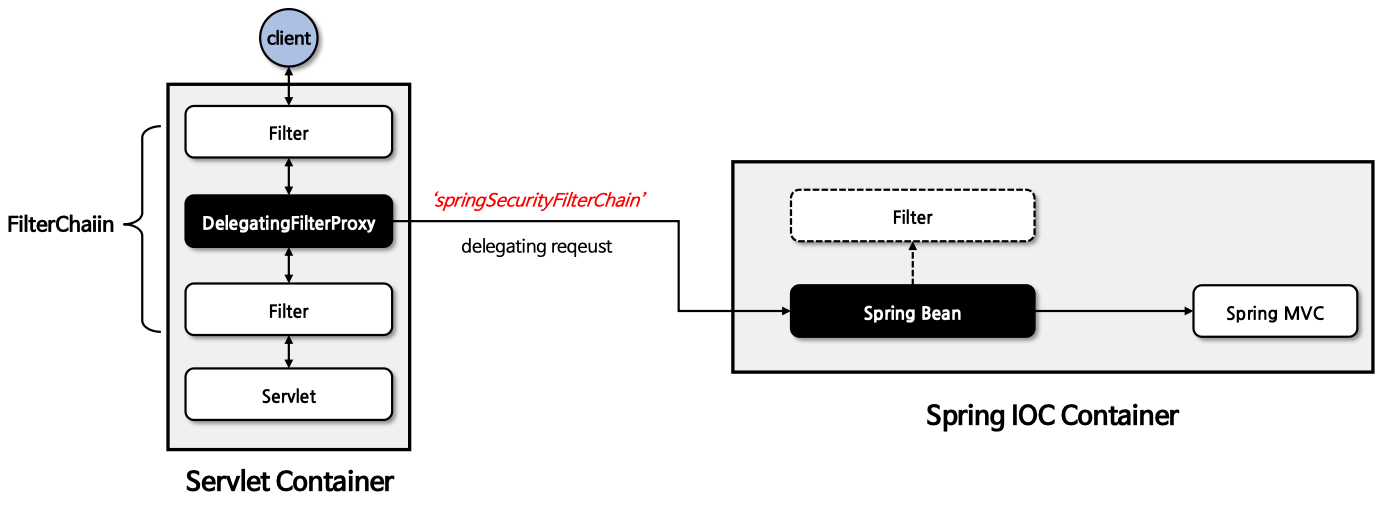 client
Filter
FilterChaiin
DelegatingFilterProxy
Filter
Servlet
Servlet Container
‘springSecurityFilterChain’
delegating reqeust
Filter
Spring Bean
Spring MVC
Spring IOC Container